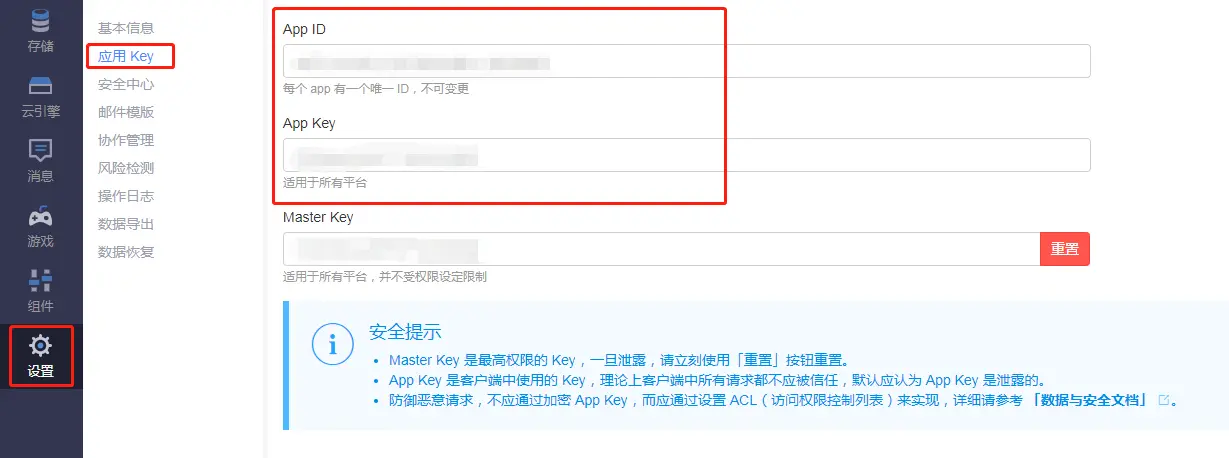 存储
云引擎
消息
游戏
组件
设置
基本信息
应用 Key
安全中心
邮件模版
协作管理
风险检测
操作日志
数据导出
数据恢复
App ID
每个 app 有一个唯一 ID，不可变更
App Key
适用于所有平台
Master Key
重置
适用于所有平台，并不受权限设定限制
安全提示
Master Key 是最高权限的 Key，一旦泄露，请立刻使用「重置」按钮重置。
App Key 是客户端中使用的 Key，理论上客户端中所有请求都不应被信任，默认应认为 App Key 是泄露的。
防御恶意请求，不应通过加密 App Key，而应通过设置 ACL（访问权限控制列表）来实现，详细请参考「数据与安全文档」。